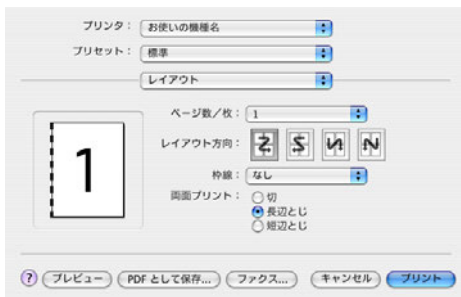 プリンタ： お使いの機種名
プリセット： 標準
レイアウト
ページ数／枚： 1
レイアウト方向：
枠線： なし
両面プリント： 切
長辺とじ
短辺とじ
1
? プレビュー PDF として保存... ファクス... キャンセル プリント